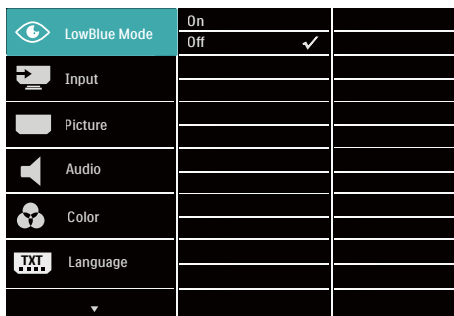 LowBlue Mode
On
Off
Input
Picture
Audio
Color
TXT
Language